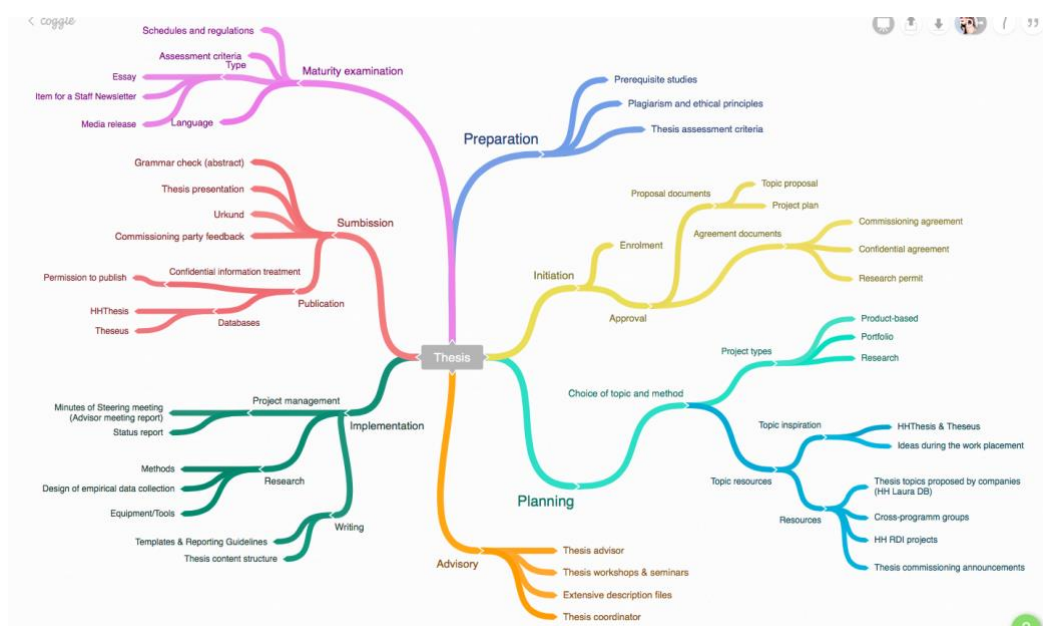 < coggle
Schedules and regulations
Assessment criteria
Type
Essay
Item for a Staff Newsletter
Media release
Language
Maturity examination
Grammar check (abstract)
Thesis presentation
Urkund
Commissioning party feedback
Sumbission
Confidential information treatment
Permission to publish
Publication
HHThesis
Databases
Theseus
Thesis
Project management
Minutes of Steering meeting
(Advisor meeting report)
Status report
Implementation
Methods
Research
Design of empirical data collection
Equipment/Tools
Writing
Templates & Reporting Guidelines
Thesis content structure
Preparation
Prerequisite studies
Plagiarism and ethical principles
Thesis assessment criteria
Initiation
Enrolment
Approval
Proposal documents
Topic proposal
Project plan
Agreement documents
Commissioning agreement
Confidential agreement
Research permit
Planning
Choice of topic and method
Project types
Product-based
Portfolio
Research
Topic resources
Topic inspiration
HHThesis & Theseus
Ideas during the work placement
Resources
Thesis topics proposed by companies
(HH Laura DB)
Cross-programm groups
HH RDI projects
Thesis commissioning announcements
Advisory
Thesis advisor
Thesis workshops & seminars
Extensive description files
Thesis coordinator